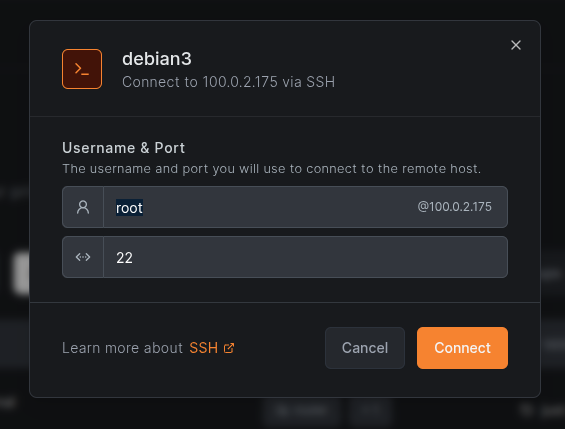 debian3
Connect to 100.0.2.175 via SSH
Username & Port
The username and port you will use to connect to the remote host.
root @100.0.2.175
22
Learn more about SSH
Cancel
Connect